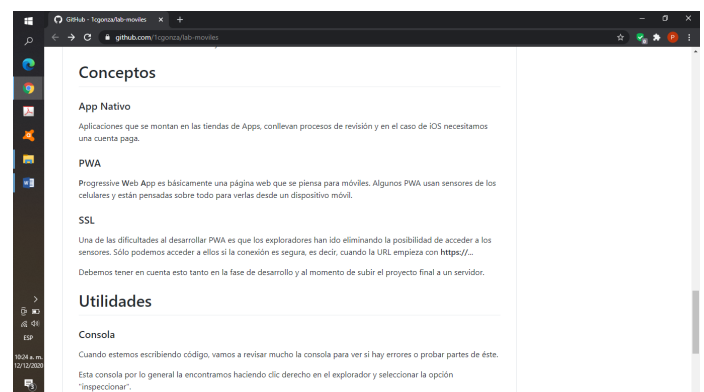 GitHub - 1cgonza/lab-moviles
github.com/1cgonza/lab-moviles
Conceptos
App Nativo
Aplicaciones que se montan en las tiendas de Apps, conllevan procesos de revisión y en el caso de iOS necesitamos
una cuenta paga.
PWA
Progressive Web App es básicamente una página web que se piensa para móviles. Algunos PWA usan sensores de los
celulares y están pensadas sobre todo para verlas desde un dispositivo móvil.
SSL
Una de las dificultades al desarrollar PWA es que los exploradores han ido eliminando la posibilidad de acceder a los
sensores. Sólo podemos acceder a ellos si la conexión es segura, es decir, cuando la URL empieza con https://...
Debemos tener en cuenta esto tanto en la fase de desarrollo y al momento de subir el proyecto final a un servidor.
Utilidades
Consola
Cuando estemos escribiendo código, vamos a revisar mucho la consola para ver si hay errores o probar partes de éste.
Esta consola por lo general la encontramos haciendo clic derecho en el explorador y seleccionar la opción
"inspeccionar".
ESP
10:24 a. m.
12/12/2020